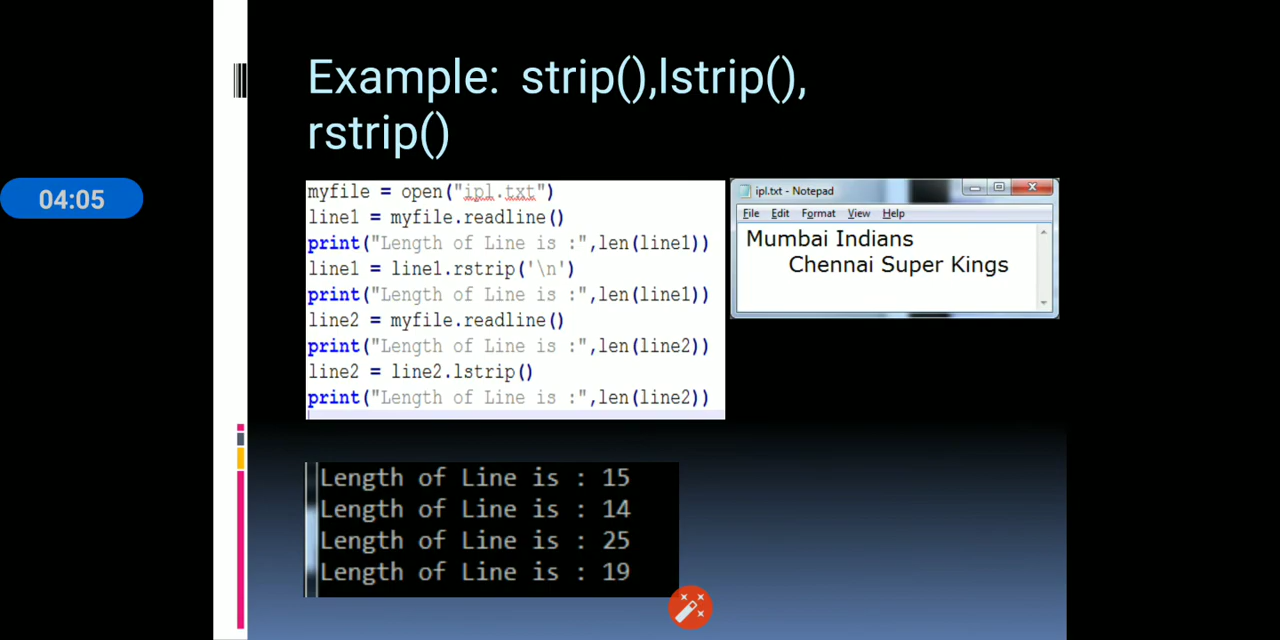 Example: strip(),lstrip(),
rstrip()
04:05
myfile = open("ipl.txt")
line1 = myfile.readline()
print("Length of Line is :",len(line1))
line1 = line1.rstrip('\n')
print("Length of Line is :",len(line1))
line2 = myfile.readline()
print("Length of Line is :",len(line2))
line2 = line2.lstrip()
print("Length of Line is :",len(line2))
ipl.txt - Notepad
File Edit Format View Help
Mumbai Indians
Chennai Super Kings
Length of Line is : 15
Length of Line is : 14
Length of Line is : 25
Length of Line is : 19